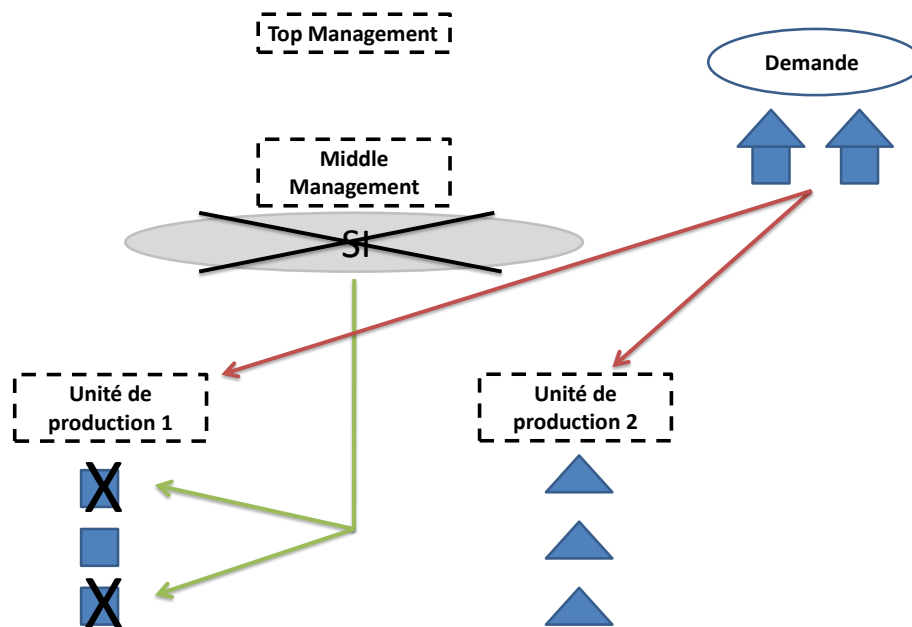 Top Management
Demande
Middle
Management
SI
Unité de
production 1
Unité de
production 2
X
X